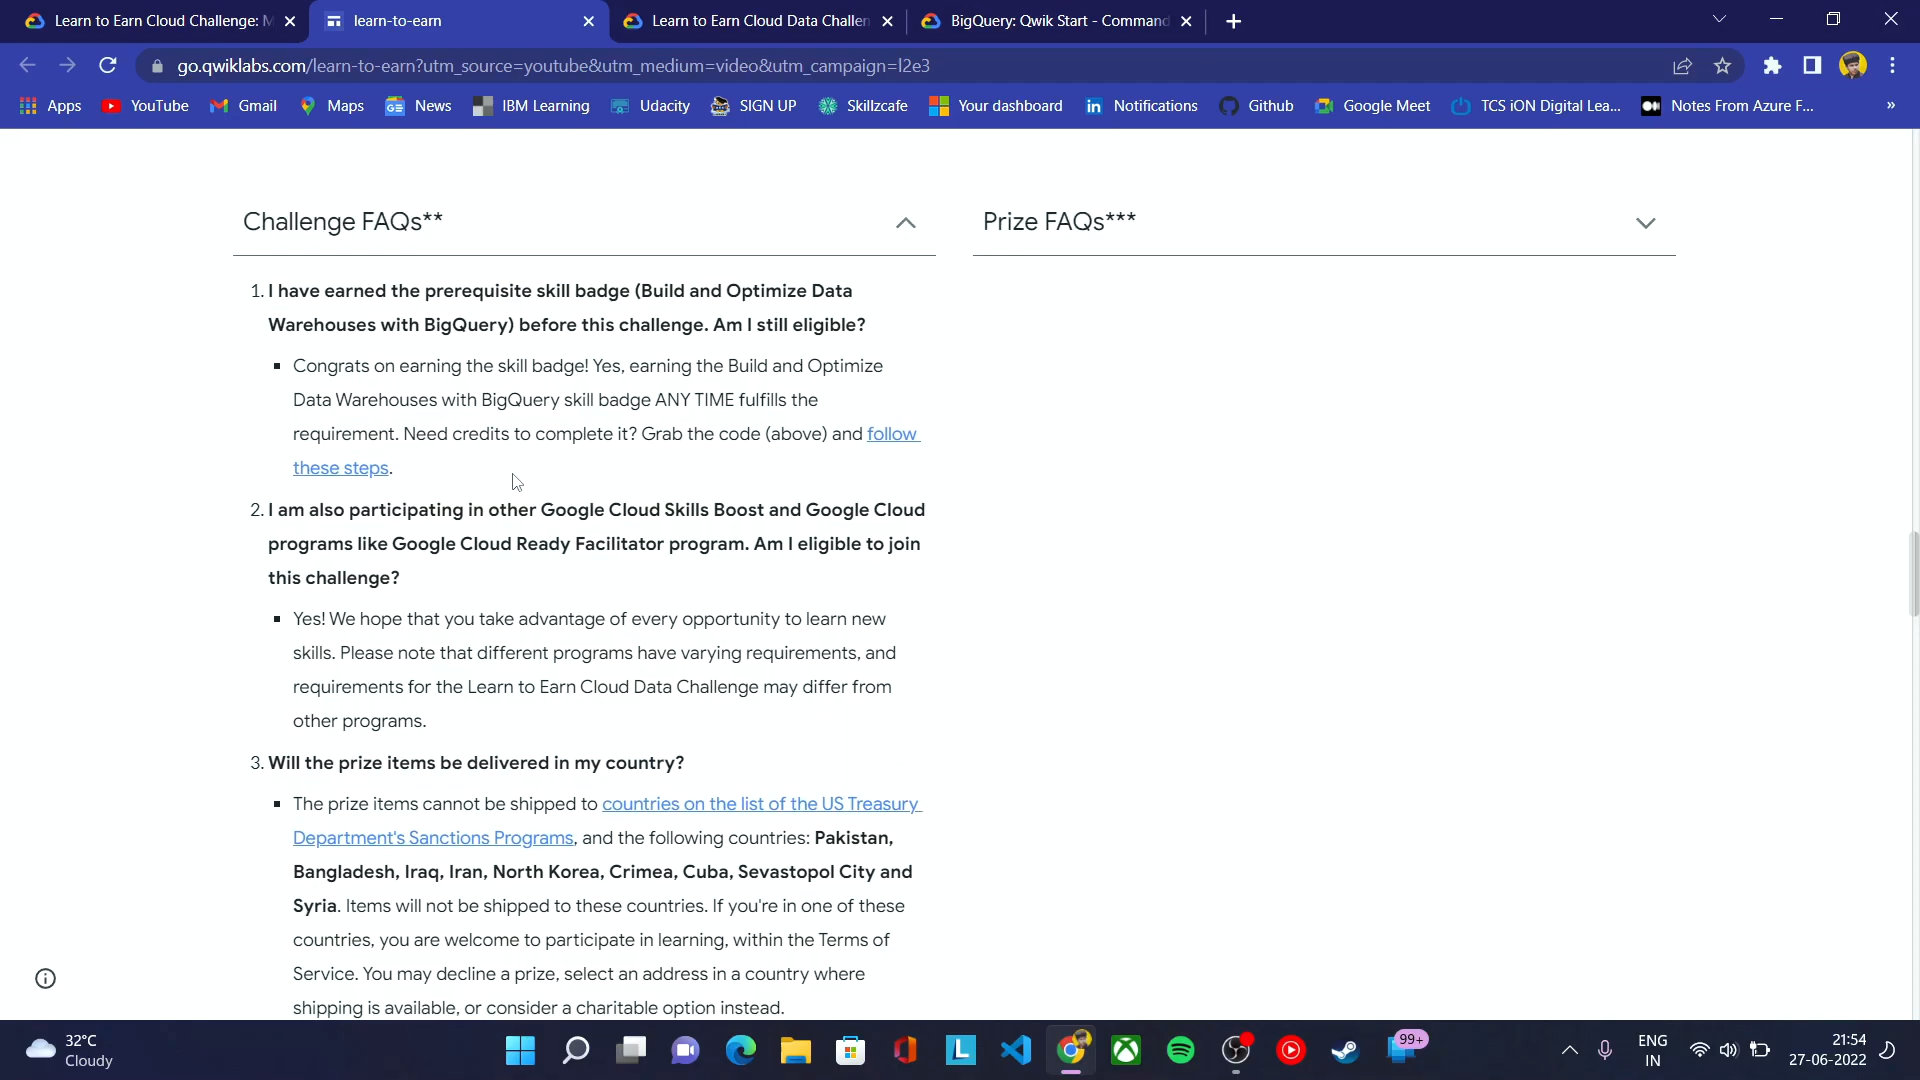 Learn to Earn Cloud Challenge: M
learn-to-earn
Learn to Earn Cloud Data Challen
BigQuery: Qwik Start - Command
go.qwiklabs.com/learn-to-earn?utm_source=youtube&utm_medium=video&utm_campaign=l2e3
Apps
YouTube
Gmail
Maps
News
IBM Learning
Udacity
SIGN UP
Skillzcafe
Your dashboard
Notifications
Github
Google Meet
TCS iON Digital Lea...
Notes From Azure F...
»
Challenge FAQs**
Prize FAQs***
1. I have earned the prerequisite skill badge (Build and Optimize Data
Warehouses with BigQuery) before this challenge. Am I still eligible?
▪ Congrats on earning the skill badge! Yes, earning the Build and Optimize
Data Warehouses with BigQuery skill badge ANY TIME fulfills the
requirement. Need credits to complete it? Grab the code (above) and follow
these steps.
2. I am also participating in other Google Cloud Skills Boost and Google Cloud
programs like Google Cloud Ready Facilitator program. Am I eligible to join
this challenge?
▪ Yes! We hope that you take advantage of every opportunity to learn new
skills. Please note that different programs have varying requirements, and
requirements for the Learn to Earn Cloud Data Challenge may differ from
other programs.
3. Will the prize items be delivered in my country?
▪ The prize items cannot be shipped to countries on the list of the US Treasury
Department's Sanctions Programs, and the following countries: Pakistan,
Bangladesh, Iraq, Iran, North Korea, Crimea, Cuba, Sevastopol City and
Syria. Items will not be shipped to these countries. If you're in one of these
countries, you are welcome to participate in learning, within the Terms of
Service. You may decline a prize, select an address in a country where
shipping is available, or consider a charitable option instead.
32°C
Cloudy
L
99+
ENG
IN
21:54
27-06-2022